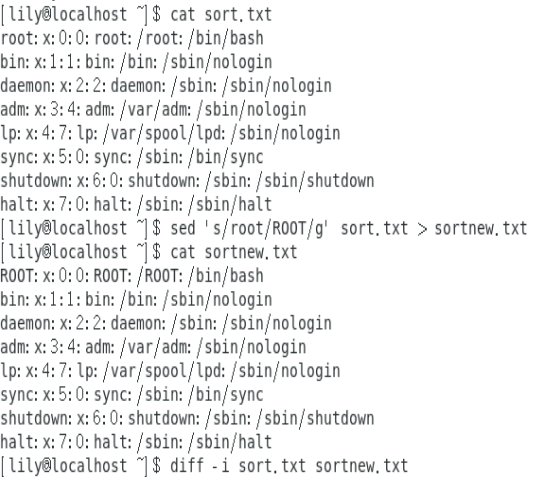 [lily@localhost ~]$ cat sort.txt
root:x:0:0:root:/root:/bin/bash
bin:x:1:1:bin:/bin:/sbin/nologin
daemon:x:2:2:daemon:/sbin:/sbin/nologin
adm:x:3:4:adm:/var/adm:/sbin/nologin
lp:x:4:7:lp:/var/spool/lpd:/sbin/nologin
sync:x:5:0:sync:/sbin:/bin/sync
shutdown:x:6:0:shutdown:/sbin:/sbin/shutdown
halt:x:7:0:halt:/sbin:/sbin/halt
[lily@localhost ~]$ sed 's/root/ROOT/g' sort.txt > sortnew.txt
[lily@localhost ~]$ cat sortnew.txt
ROOT:x:0:0:ROOT:/ROOT:/bin/bash
bin:x:1:1:bin:/bin:/sbin/nologin
daemon:x:2:2:daemon:/sbin:/sbin/nologin
adm:x:3:4:adm:/var/adm:/sbin/nologin
lp:x:4:7:lp:/var/spool/lpd:/sbin/nologin
sync:x:5:0:sync:/sbin:/bin/sync
shutdown:x:6:0:shutdown:/sbin:/sbin/shutdown
halt:x:7:0:halt:/sbin:/sbin/halt
[lily@localhost ~]$ diff -i sort.txt sortnew.txt